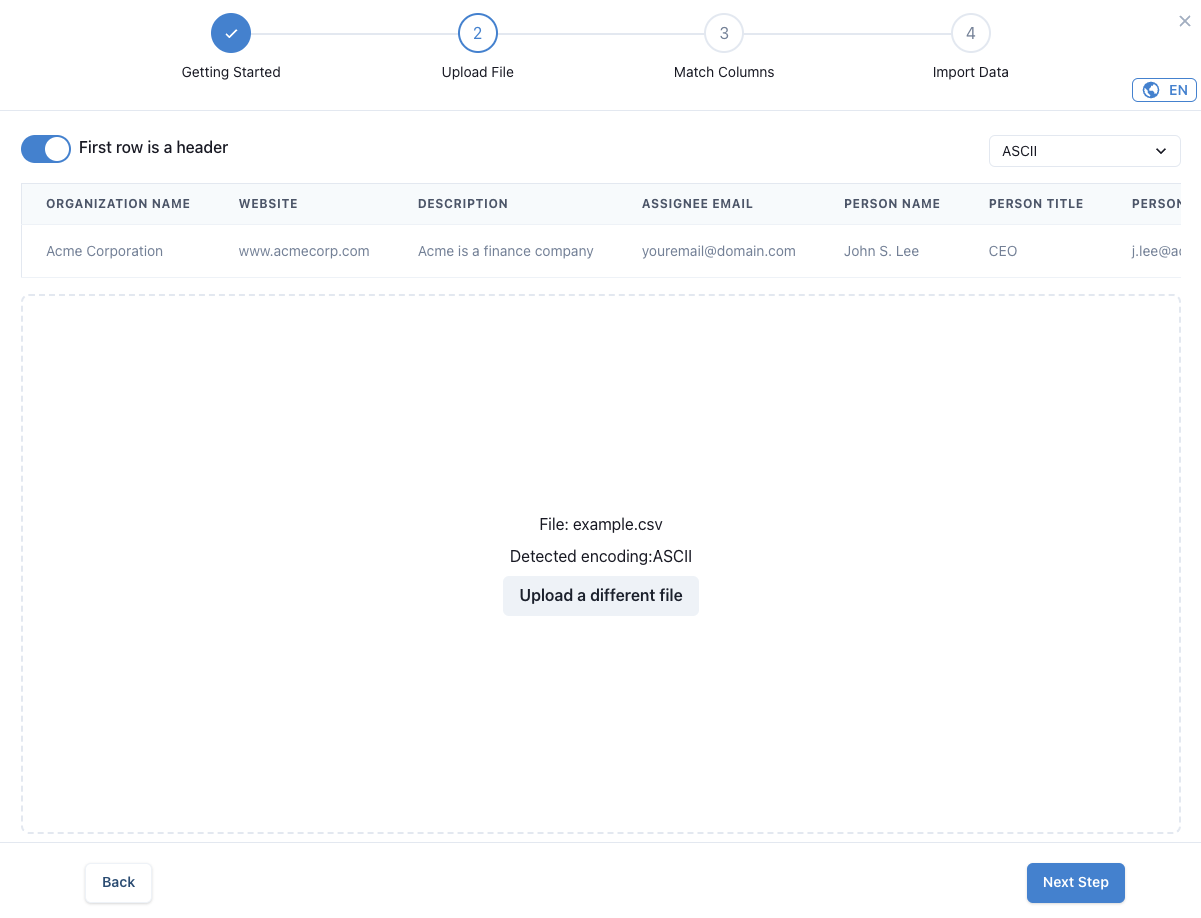 2 3 4
Getting Started Upload File Match Columns Import Data
EN
First row is a header
ASCII
ORGANIZATION NAME WEBSITE DESCRIPTION ASSIGNEE EMAIL PERSON NAME PERSON TITLE PERSON
Acme Corporation www.acmecorp.com Acme is a finance company youremail@domain.com John S. Lee CEO j.lee@ac
File: example.csv
Detected encoding:ASCII
Upload a different file
Back Next Step